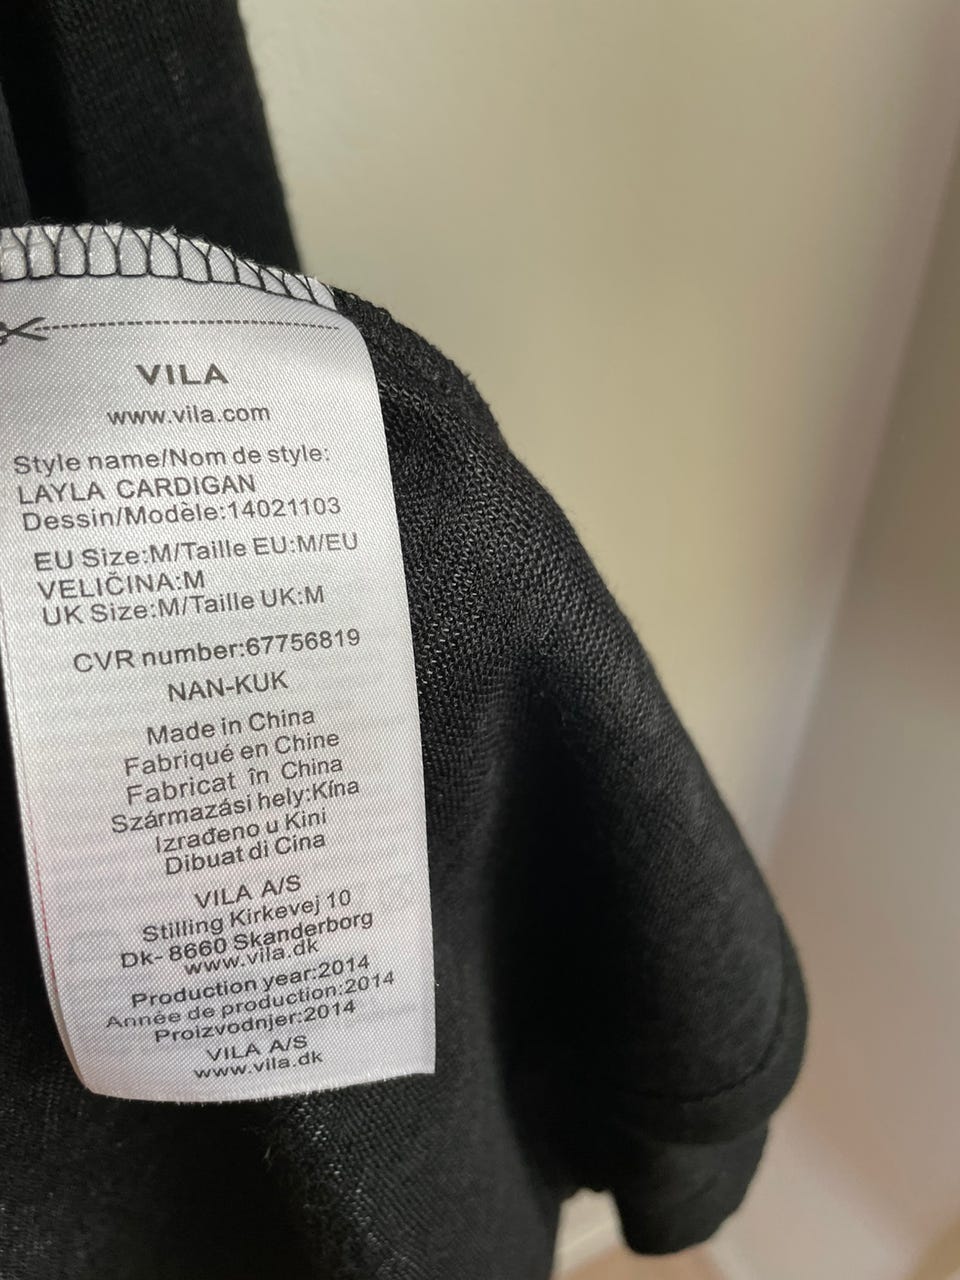 VILA
www.vila.com
Style name/Nom de style:
LAYLA CARDIGAN
Dessin/Modèle:14021103
EU Size:M/Taille EU:M/EU
VELIČINA:M
UK Size:M/Taille UK:M
CVR number:67756819
NAN-KUK
Made in China
Fabriqué en Chine
Fabricat în China
Származási hely:Kína
Izrađeno u Kini
Dibuat di Cina
VILA A/S
Stilling Kirkevej 10
Dk- 8660 Skanderborg
www.vila.dk
Production year:2014
Année de production:2014
Proizvodnjer:2014
VILA A/S
www.vila.dk